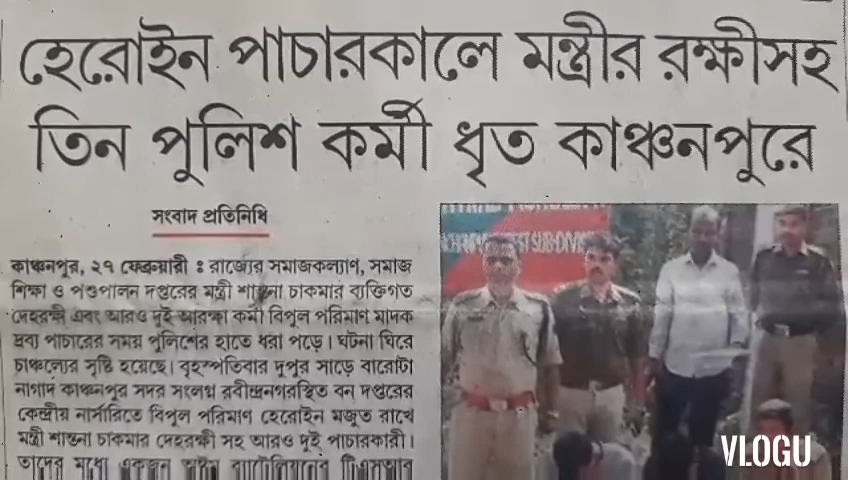 হেরোইন পাচারকালে মন্ত্রীর রক্ষীসহ
তিন পুলিশ কর্মী ধৃত কাঞ্চনপুরে
সংবাদ প্রতিনিধি
কাঞ্চনপুর, ২৭ ফেব্রুয়ারী : রাজ্যের সমাজকল্যাণ, সমাজ
শিক্ষা ও পশুপালন দপ্তরের মন্ত্রী শান্তনা চাকমার ব্যক্তিগত
দেহরক্ষী এবং আরও দুই আরক্ষা কর্মী বিপুল পরিমাণ মাদক
দ্রব্য পাচারের সময় পুলিশের হাতে ধরা পড়ে। ঘটনা ঘিরে
চাঞ্চল্যের সৃষ্টি হয়েছে। বৃহস্পতিবার দুপুর সাড়ে বারোটা
নাগাদ কাঞ্চনপুর সদর সংলগ্ন রবীন্দ্রনগরস্থিত বন দপ্তরের
কেন্দ্রীয় নার্সারিতে বিপুল পরিমাণ হেরোইন মজুত রাখে
মন্ত্রী শান্তনা চাকমার দেহরক্ষী সহ আরও দুই পাচারকারী।
তাদের মধ্যে একজন
VLOGU